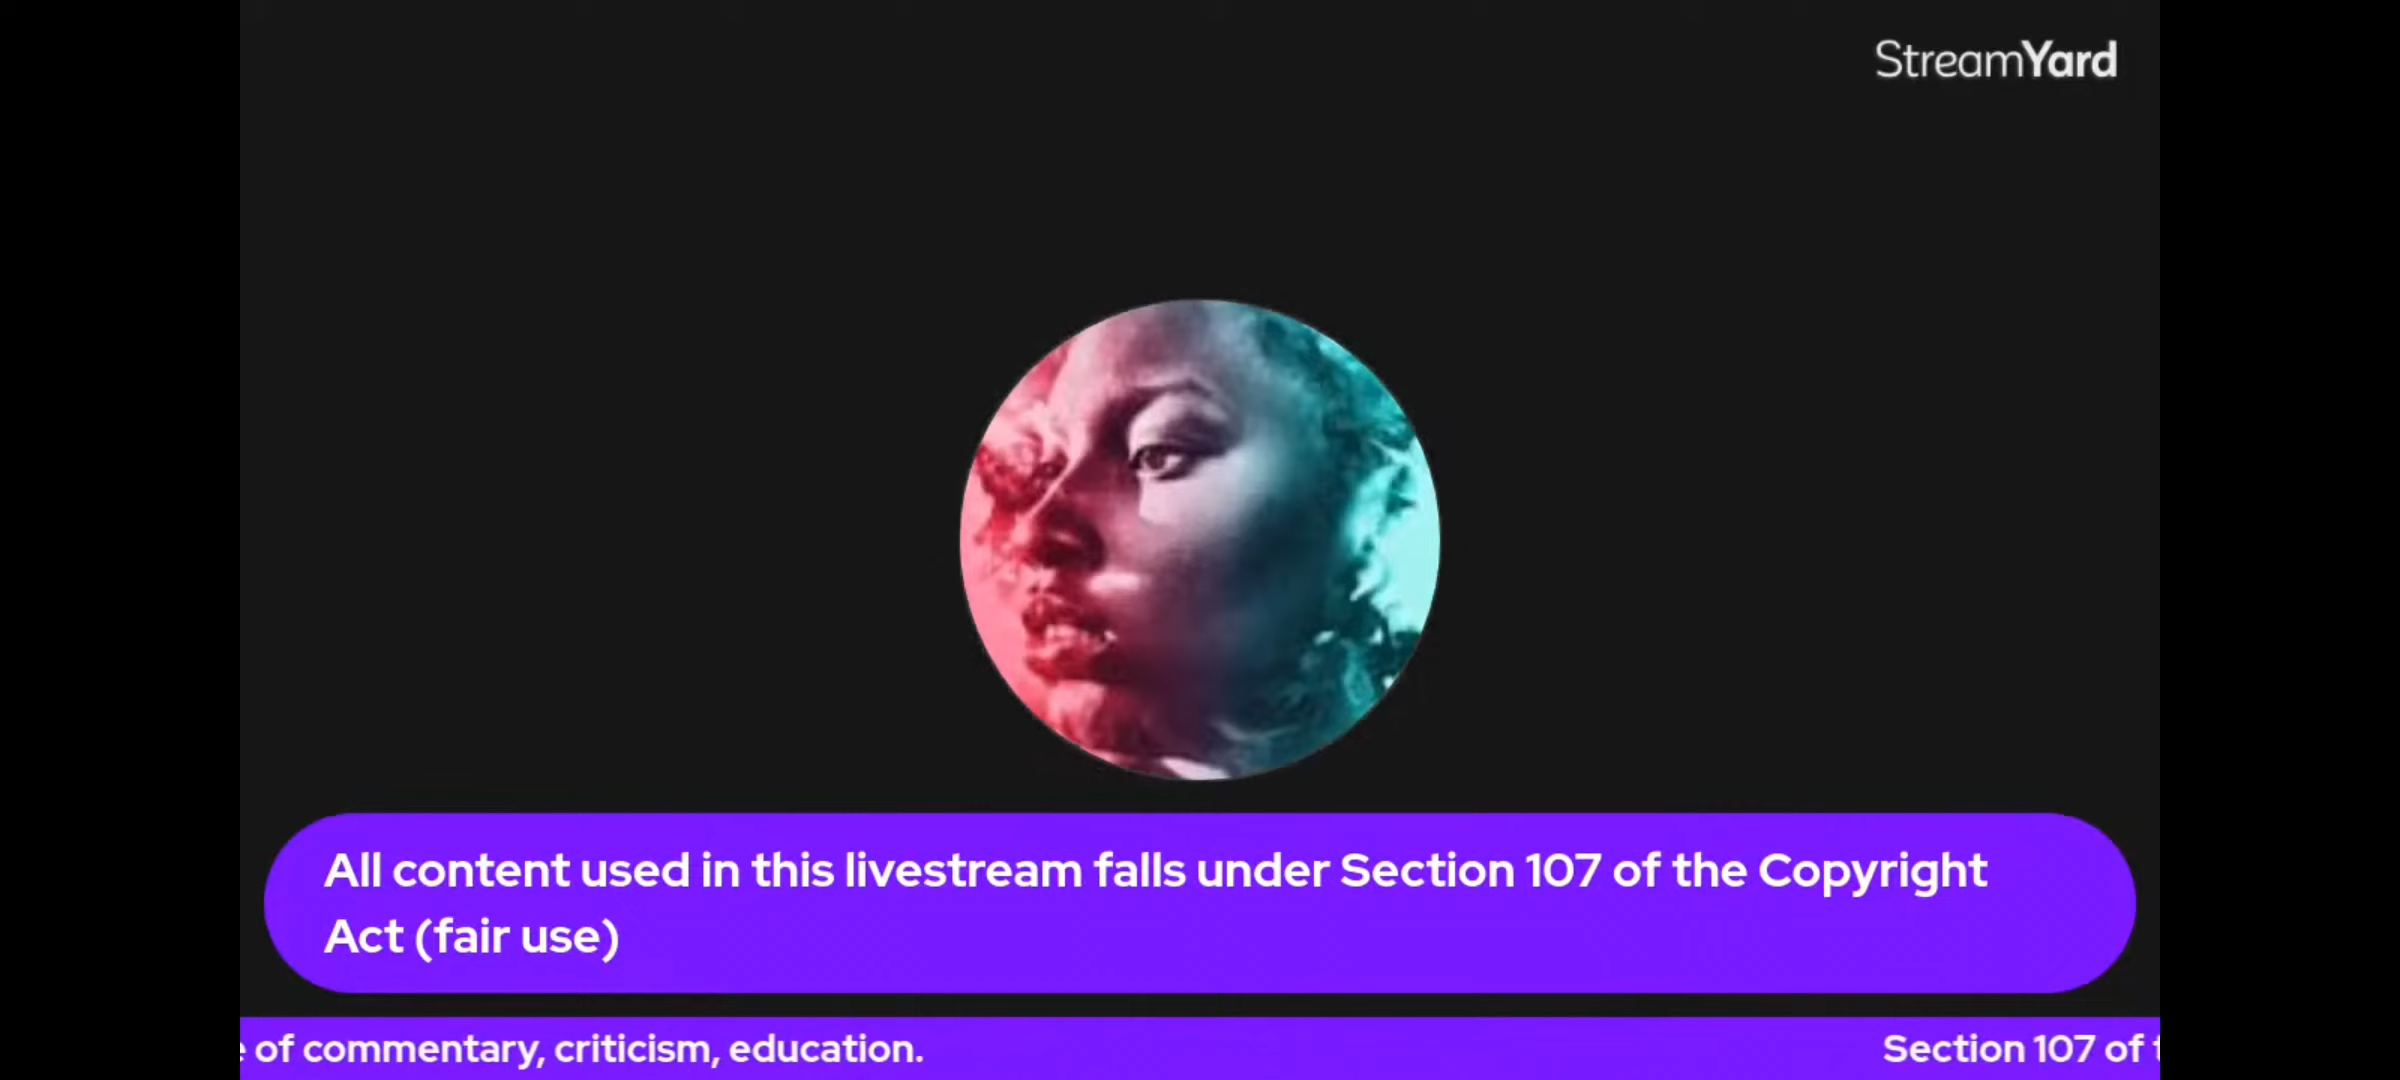 StreamYard
All content used in this livestream falls under Section 107 of the Copyright
Act (fair use)
of commentary, criticism, education.
Section 107 of